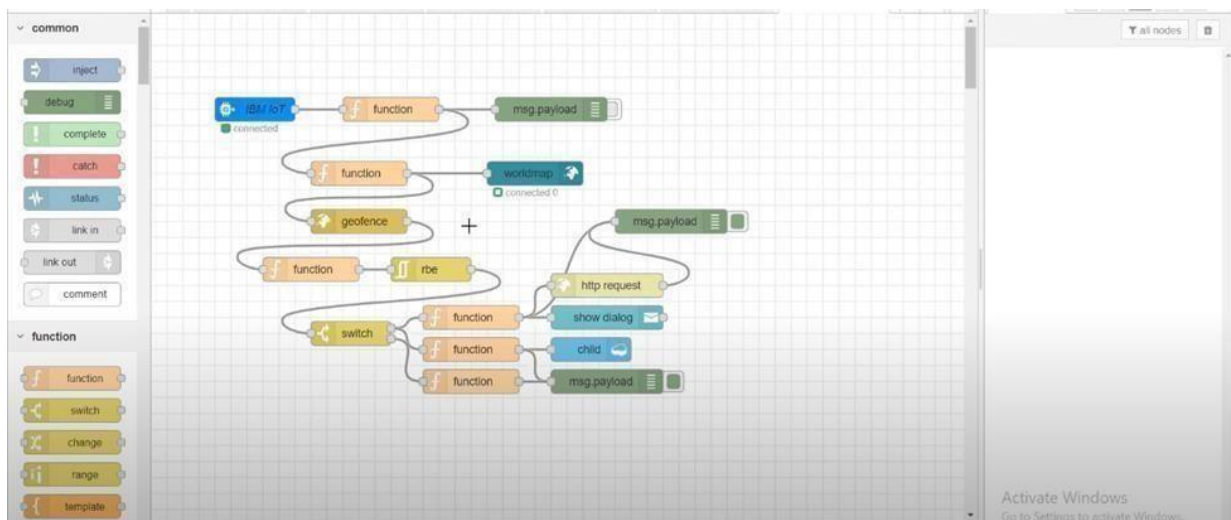 common
inject
debug
complete
catch
status
link in
link out
comment
function
function
switch
change
range
template
IBM IoT
connected
function
msg.payload
function
worldmap
connected 0
geofence
msg.payload
function
rbe
http request
switch
function
show dialog
function
child
function
msg.payload
all nodes
Activate Windows
Go to Settings to activate Windows.